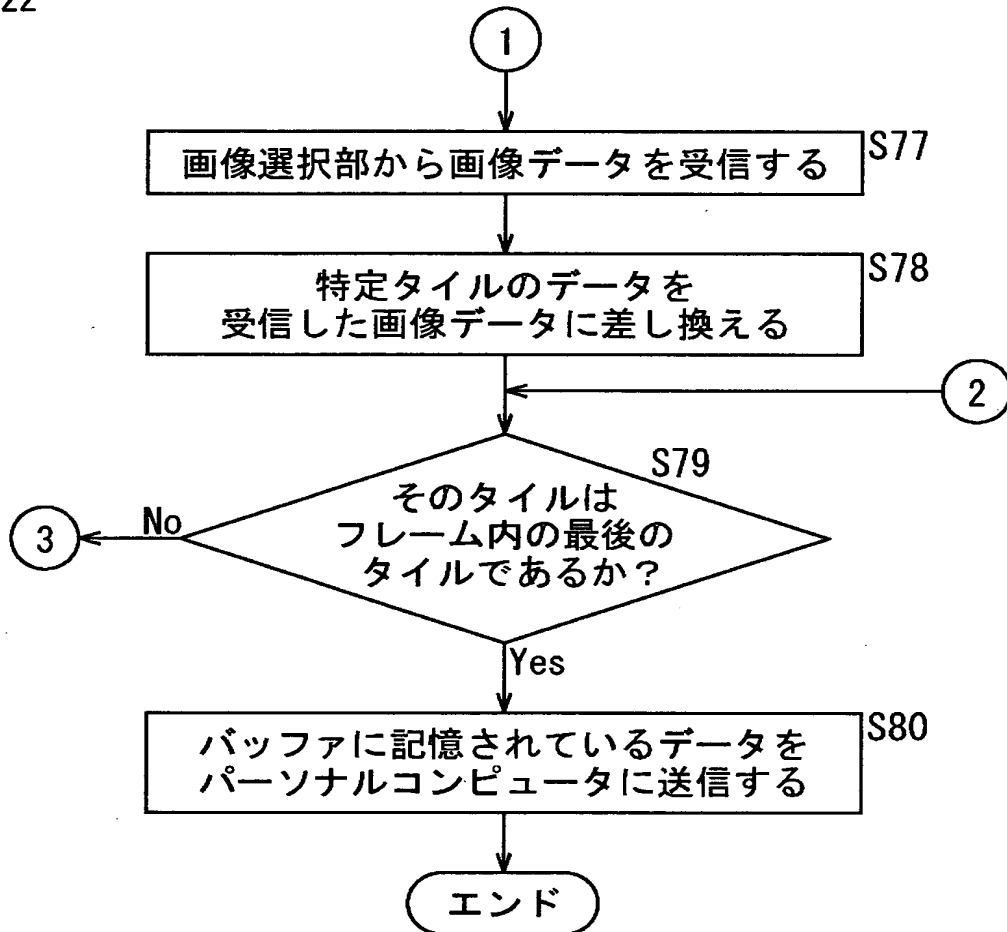 22
1
画像選択部から画像データを受信する
S77
特定タイルのデータを
受信した画像データに差し換える
S78
2
S79
そのタイルは
フレーム内の最後の
タイルであるか？
No
3
Yes
バッファに記憶されているデータを
パーソナルコンピュータに送信する
S80
エンド